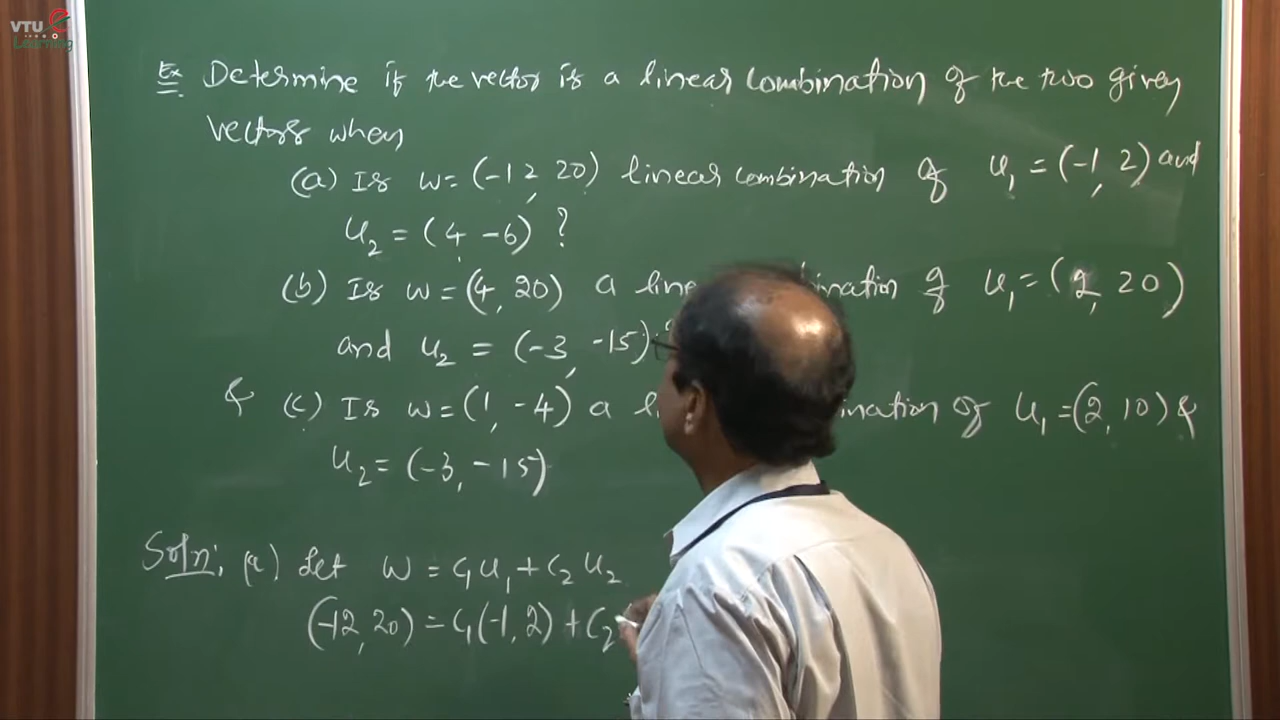 VTU e Learning
Ex Determine if the vector is a linear combination of the two given
vectors when
(a) Is w = (-12, 20) linear combination of u₁ = (-1, 2) and
u₂ = (4, -6) ?
(b) Is w = (4, 20) a line ination of u₁ = (2, 20)
and u₂ = (-3, -15)
& (c) Is w = (1, -4) a l ination of u₁ = (2, 10) &
u₂ = (-3, -15)
Soln: (a) Let w = c₁u₁ + c₂u₂
(-12, 20) = c₁(-1, 2) + c₂